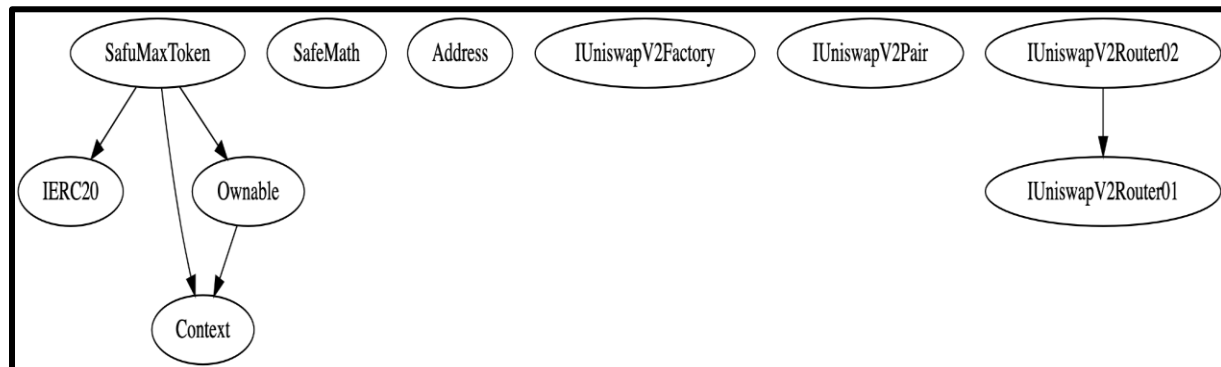 SafuMaxToken
SafeMath
Address
IUniswapV2Factory
IUniswapV2Pair
IUniswapV2Router02
IERC20
Ownable
IUniswapV2Router01
Context